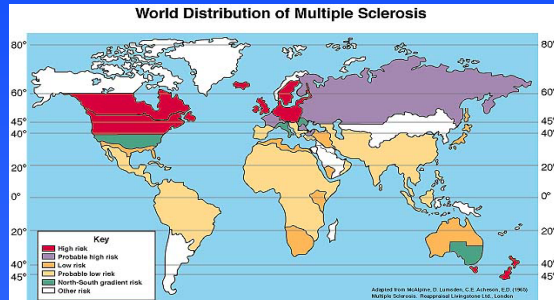 World Distribution of Multiple Sclerosis
80° 80°
60° 60°
45° 45°
40° 40°
20° 20°
0° 0°
20° 20°
40° 40°
45° 45°
Key
High risk
Probable high risk
Low risk
Probable low risk
North-South gradient risk
Other risk
Adapted from McAlpine, D, Lumsden, C.E. Acheson, E.D. (1965)
Multiple Sclerosis. Reappraisal Livingstone Ltd., London